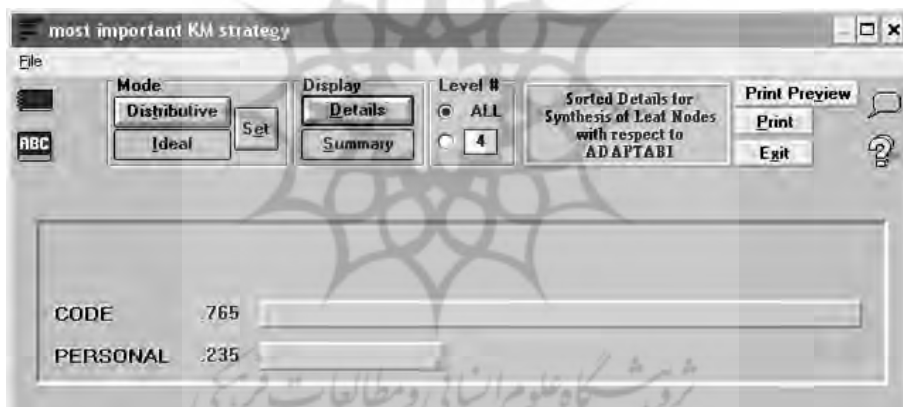 most important KM strategy
File
Mode
Distributive
Ideal
Set
Display
Details
Summary
Level #
ALL
4
Sorted Details for
Synthesis of Leaf Nodes
with respect to
ADAPTABI
Print Preview
Print
Exit
ABC
CODE .765
PERSONAL .235
پژوهشگاه علوم انسانی و مطالعات فرهنگی